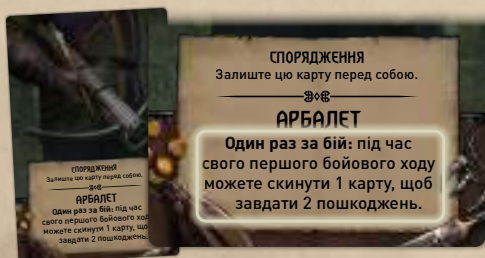 СПОРЯДЖЕННЯ
Залиште цю карту перед собою.
АРБАЛЕТ
Один раз за бій: під час
свого першого бойового ходу
можете скинути 1 карту, що
завдати 2 пошкоджень.
СПОРЯДЖЕННЯ
Залиште цю карту перед собою.
АРБАЛЕТ
Один раз за бій: під час
свого першого бойового ходу
можете скинути 1 карту, щоб
завдати 2 пошкоджень.